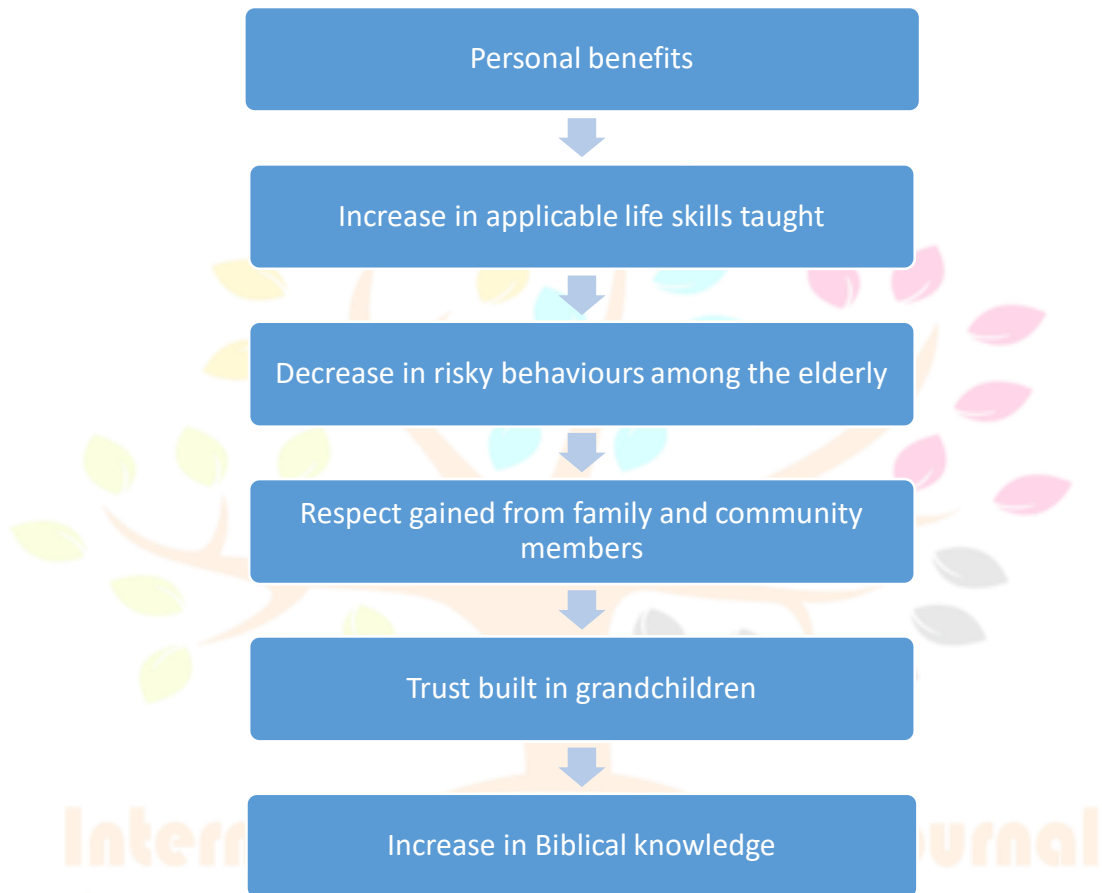 Personal benefits
Increase in applicable life skills taught
Decrease in risky behaviours among the elderly
Respect gained from family and community
members
Trust built in grandchildren
Increase in Biblical knowledge